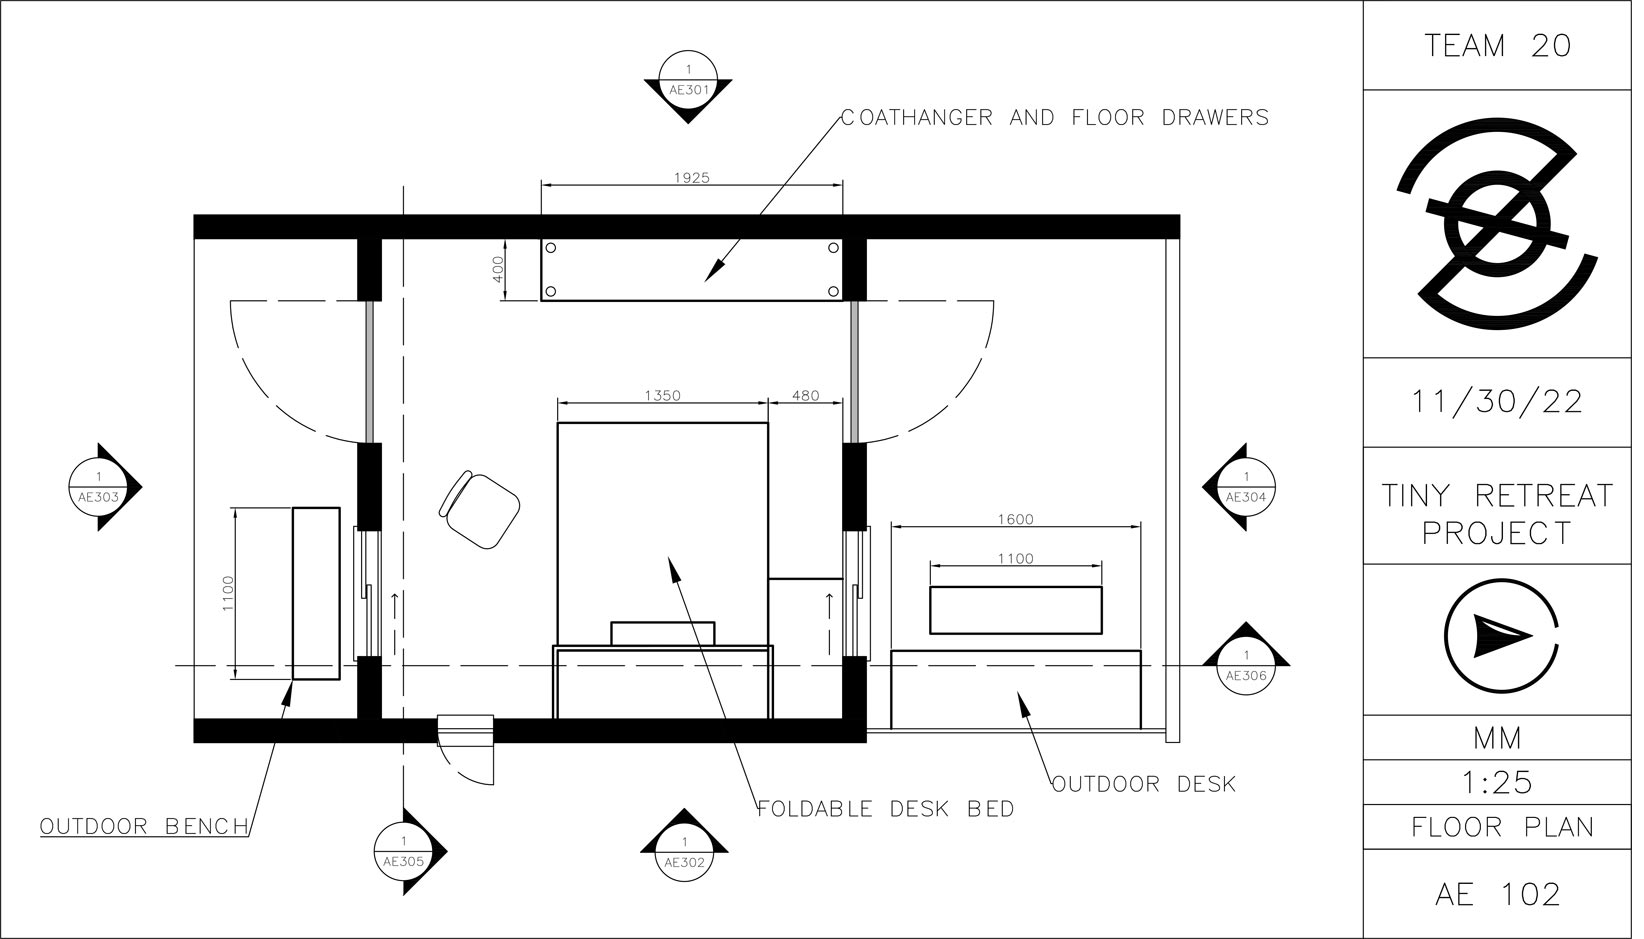 1
AE301
COATHANGER AND FLOOR DRAWERS
1925
400
1350
480
1
AE303
1
AE304
1600
1100
1100
1
AE306
OUTDOOR DESK
FOLDABLE DESK BED
OUTDOOR BENCH
1
AE305
1
AE302
TEAM 20
11/30/22
TINY RETREAT
PROJECT
MM
1:25
FLOOR PLAN
AE 102